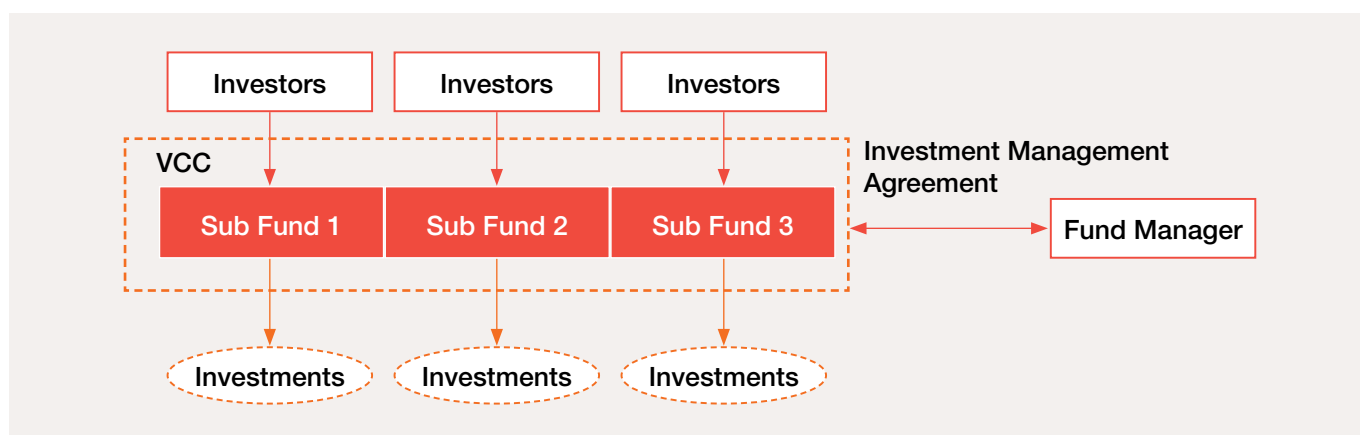 Investors
Investors
Investors
VCC
Investment Management
Agreement
Sub Fund 1
Sub Fund 2
Sub Fund 3
Fund Manager
Investments
Investments
Investments